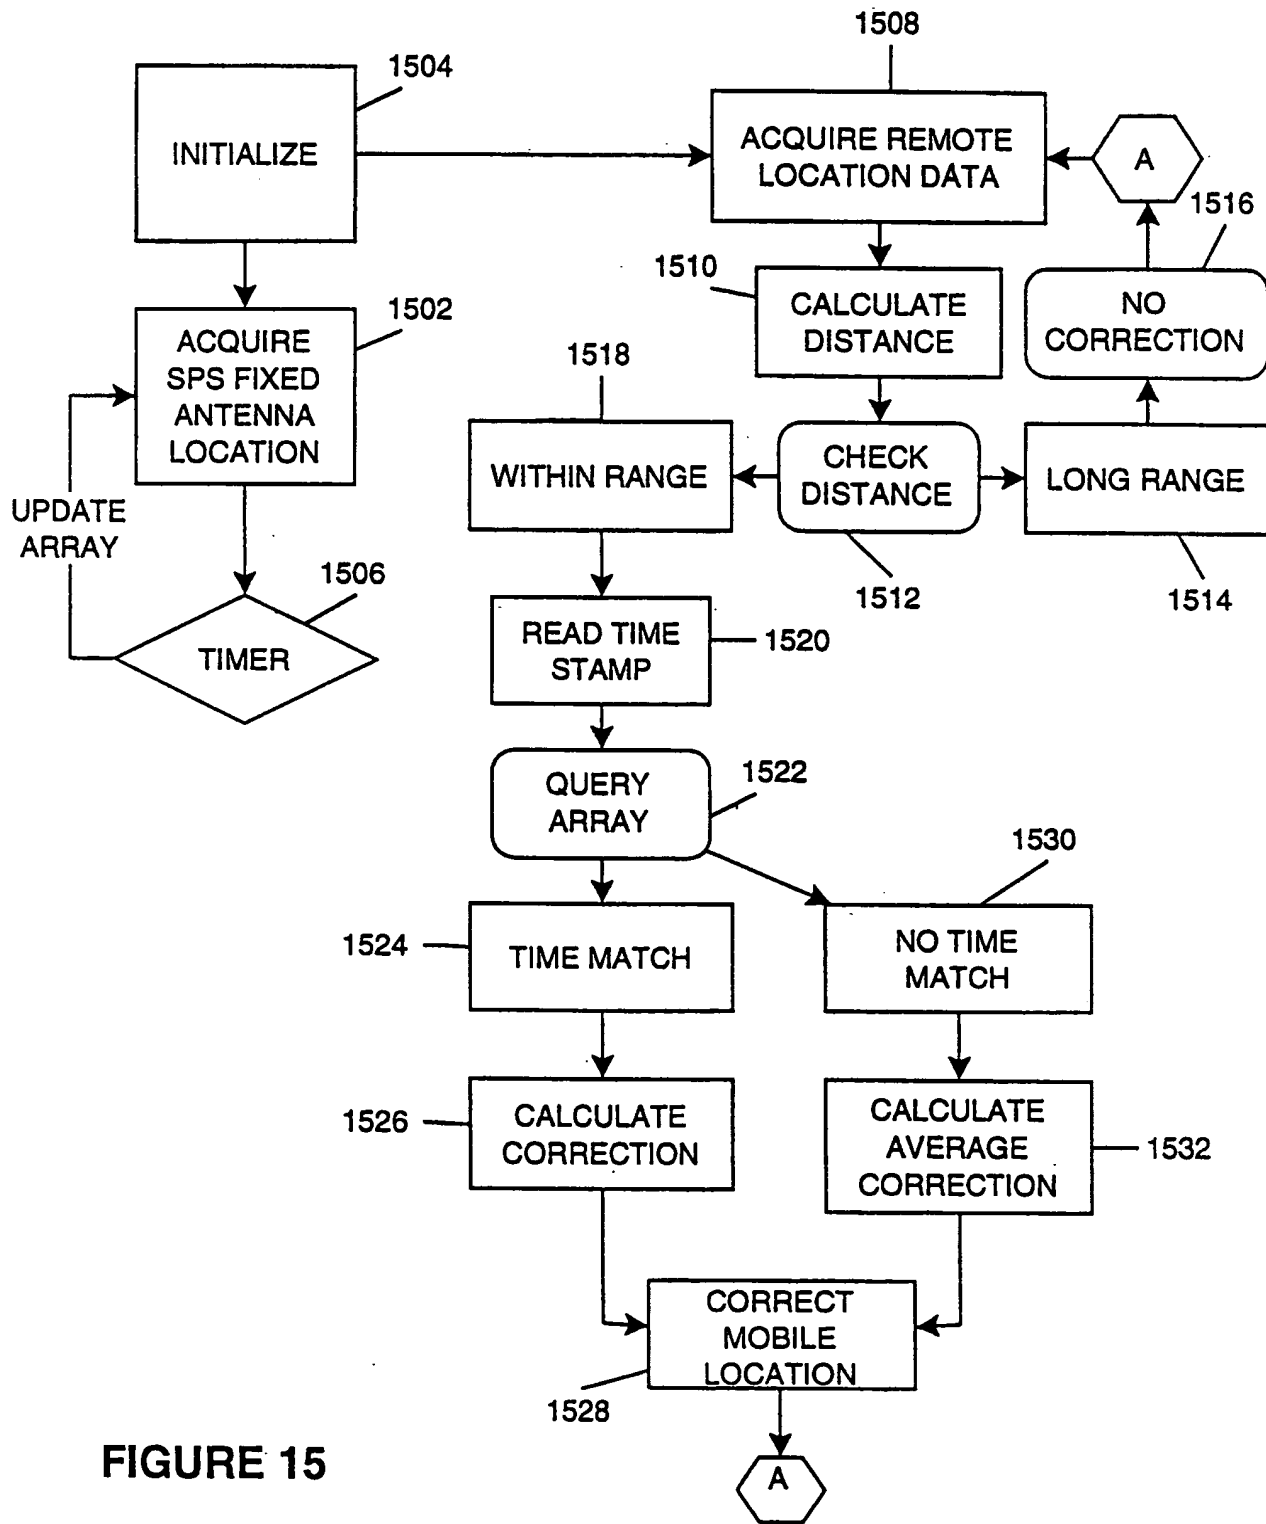 1508
1504
INITIALIZE
ACQUIRE REMOTE
LOCATION DATA
A
1516
1510
1502
CALCULATE
DISTANCE
NO
CORRECTION
ACQUIRE
SPS FIXED
ANTENNA
LOCATION
1518
WITHIN RANGE
CHECK
DISTANCE
LONG RANGE
UPDATE
ARRAY
1506
1512
1514
TIMER
READ TIME
STAMP
1520
QUERY
ARRAY
1522
1530
1524
TIME MATCH
NO TIME
MATCH
1526
CALCULATE
CORRECTION
CALCULATE
AVERAGE
CORRECTION
1532
CORRECT
MOBILE
LOCATION
1528
FIGURE 15
A